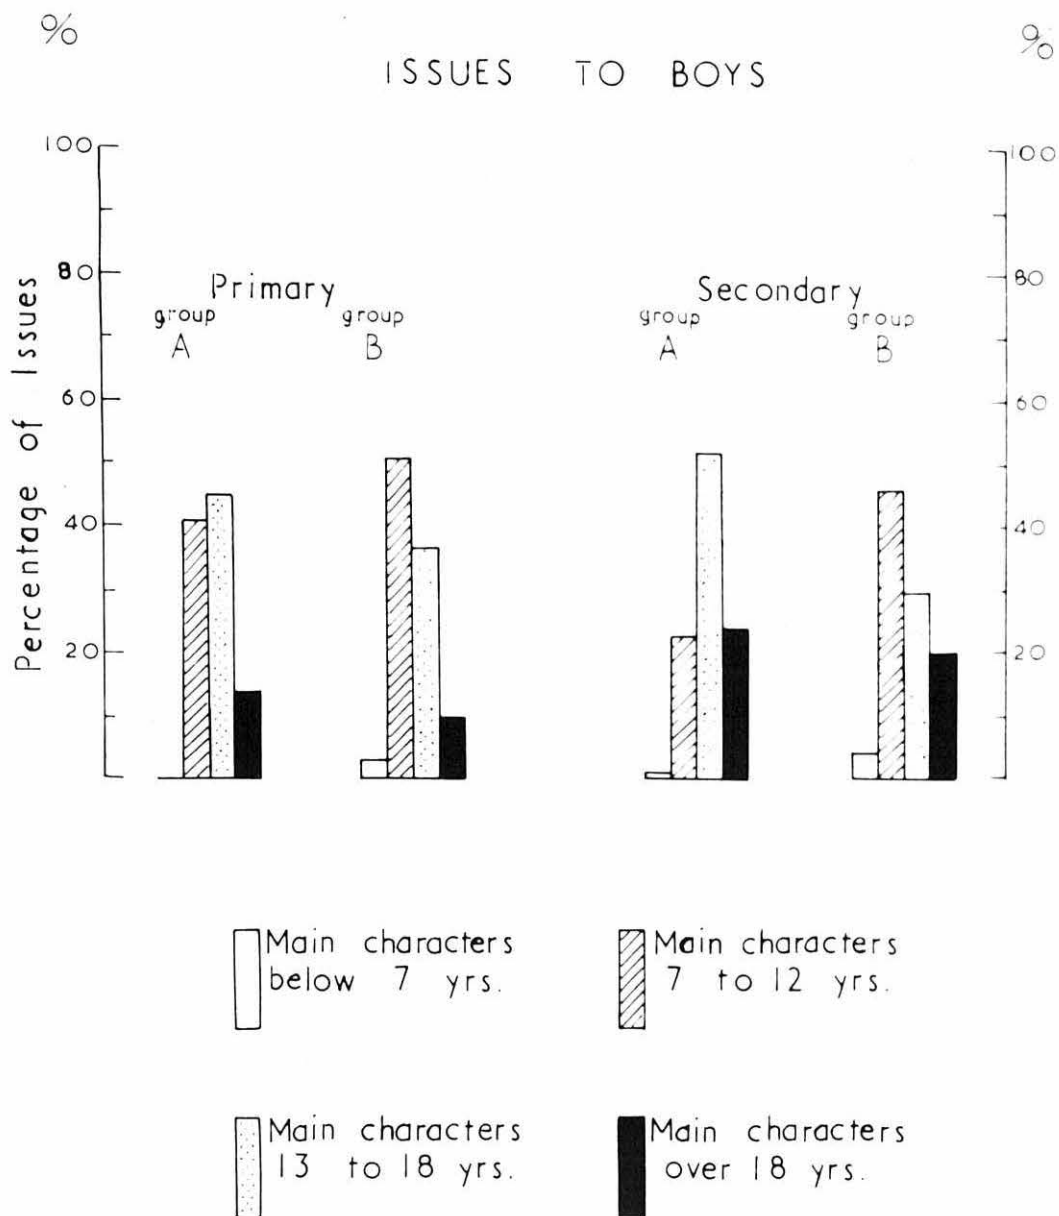 %
%
ISSUES TO BOYS
100
80
60
40
20
Percentage of Issues
Primary
group
A
group
B
Secondary
group
A
group
B
100
80
60
40
20
Main characters
below 7 yrs.
Main characters
7 to 12 yrs.
Main characters
13 to 18 yrs.
Main characters
over 18 yrs.